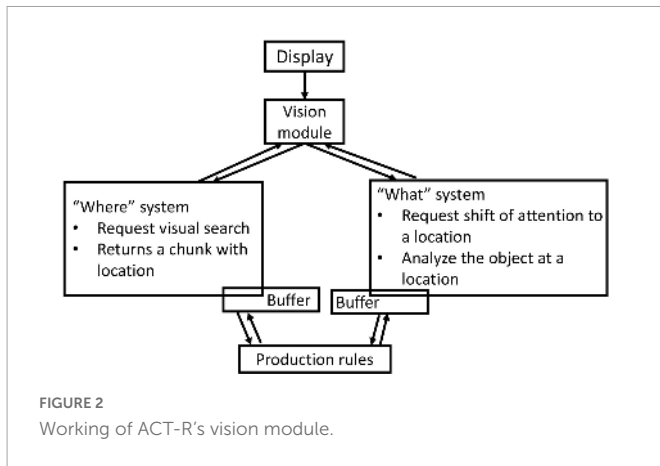 Display
Vision
module
"Where" system
• Request visual search
• Returns a chunk with
location
Buffer
"What" system
• Request shift of attention to
a location
• Analyze the object at a
location
Buffer
Production rules
FIGURE 2
Working of ACT-R's vision module.